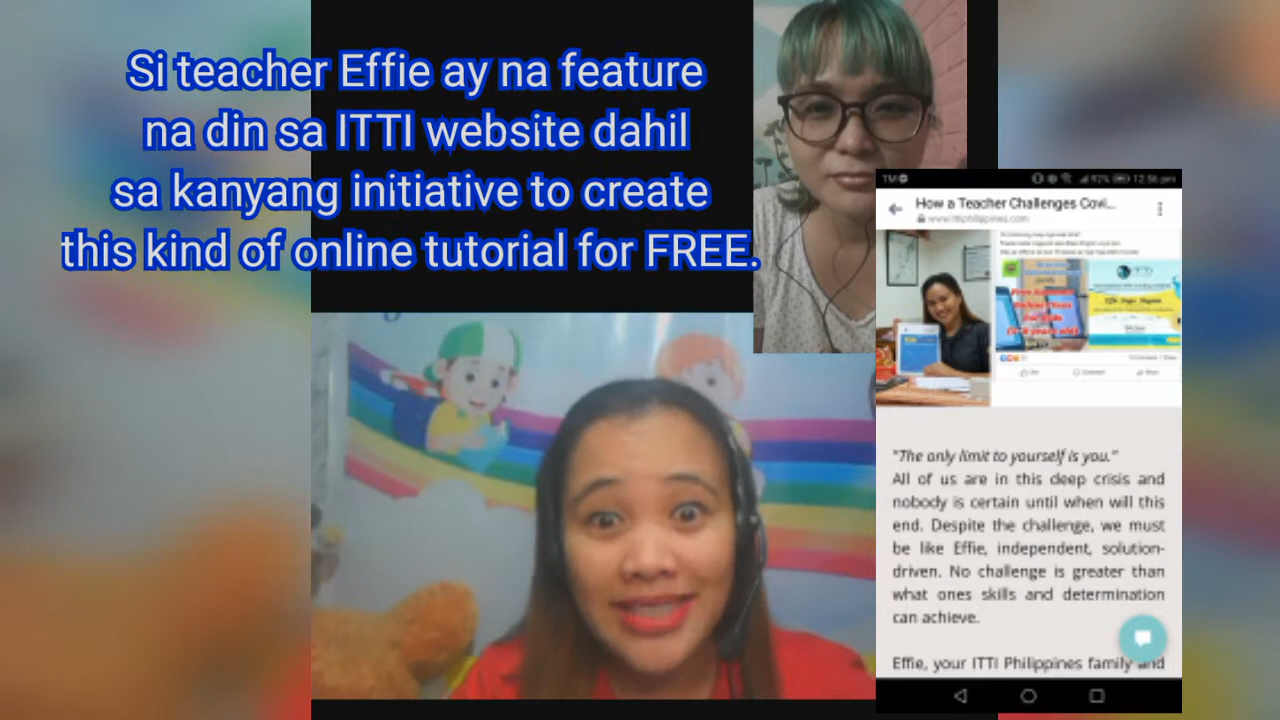 Si teacher Effie ay na feature
na din sa ITTI website dahil
sa kanyang initiative to create
this kind of online tutorial for FREE.
12:56 pm
How a Teacher Challenges Covi...
www.ittiphilippines.com
"The only limit to yourself is you."
All of us are in this deep crisis and
nobody is certain until when will this
end. Despite the challenge, we must
be like Effie, independent, solution-
driven. No challenge is greater than
what ones skills and determination
can achieve.
Effie, your ITTI Philippines family and